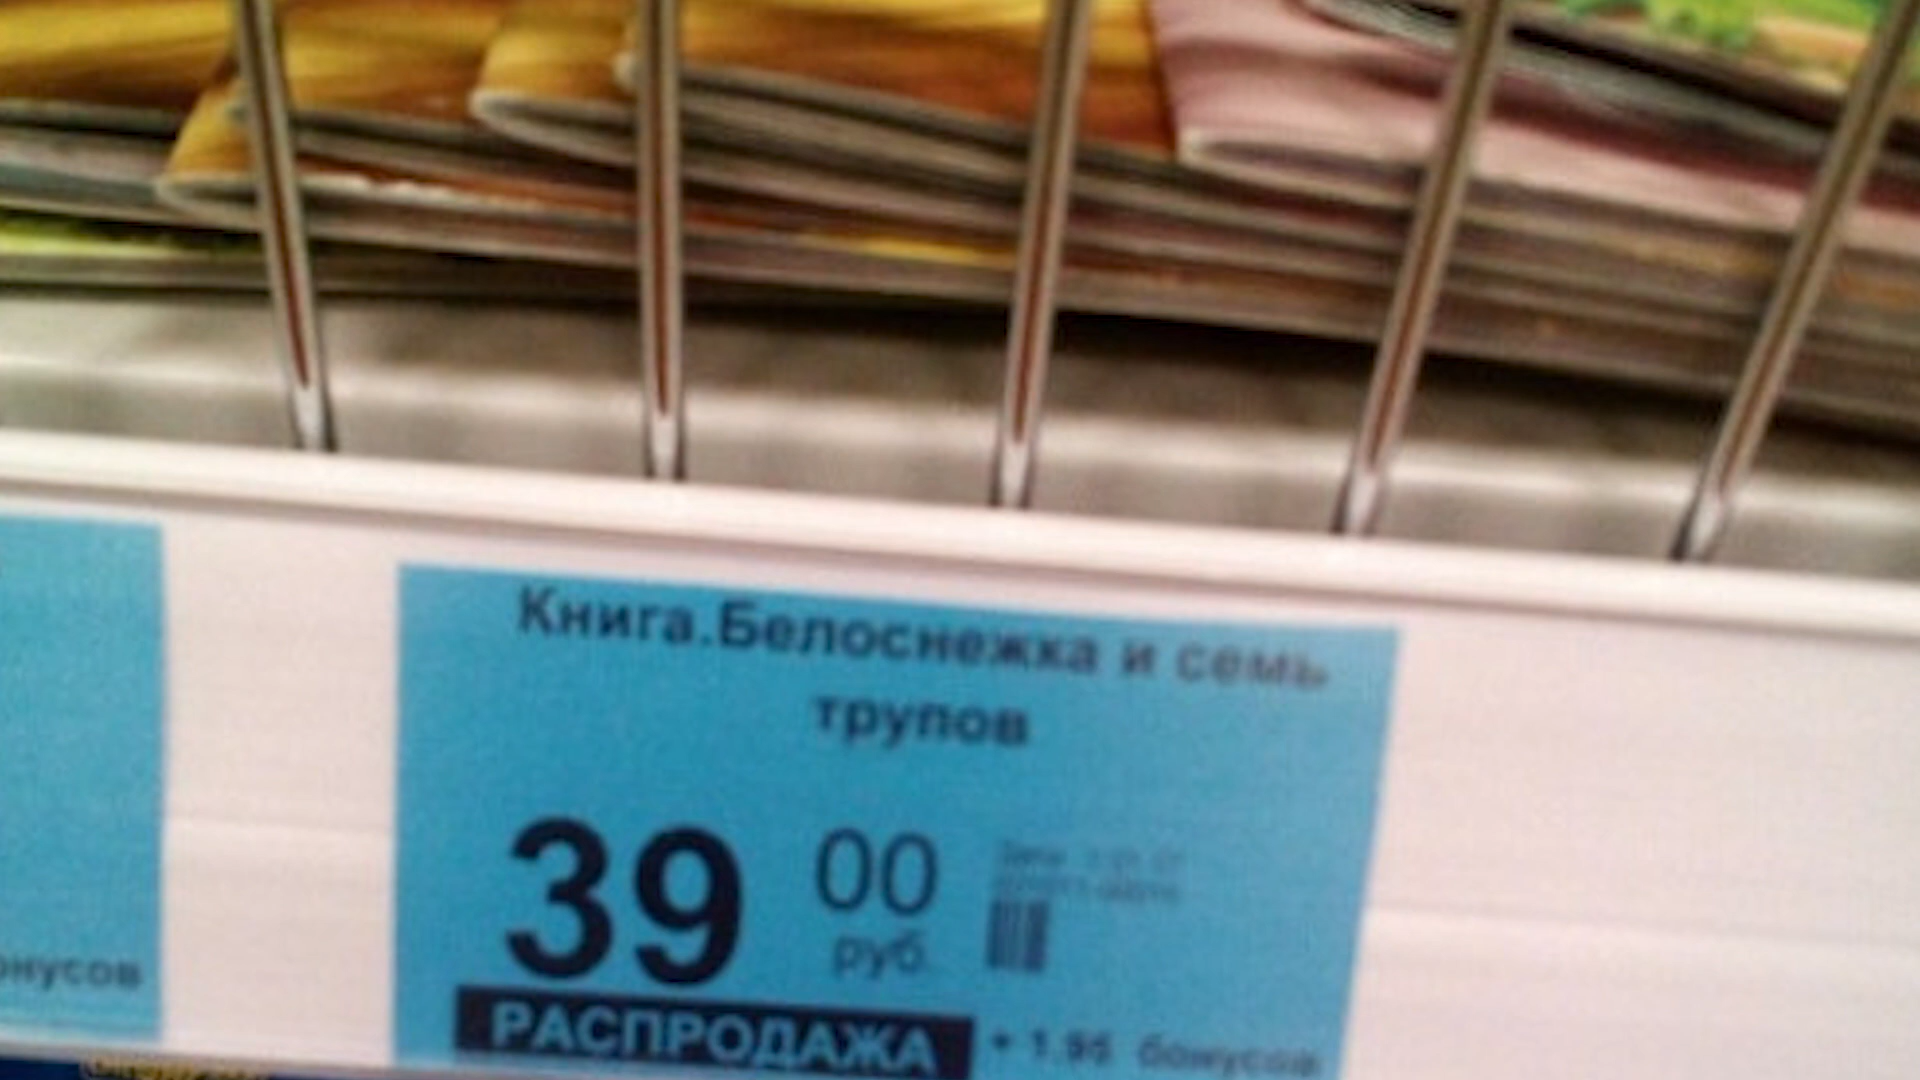 Книга.Белоснежка и семь
трупов
39 00
руб.
РАСПРОДАЖА + 1.95 бонусов
онусов